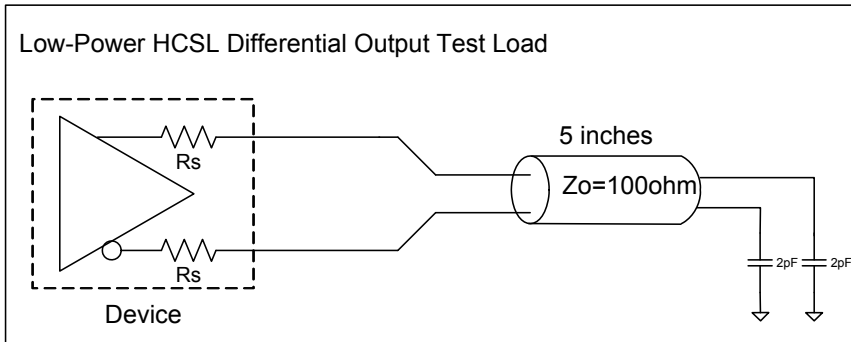 Low-Power HCSL Differential Output Test Load
Rs
5 inches
Zo=100ohm
Rs
2pF
2pF
Device